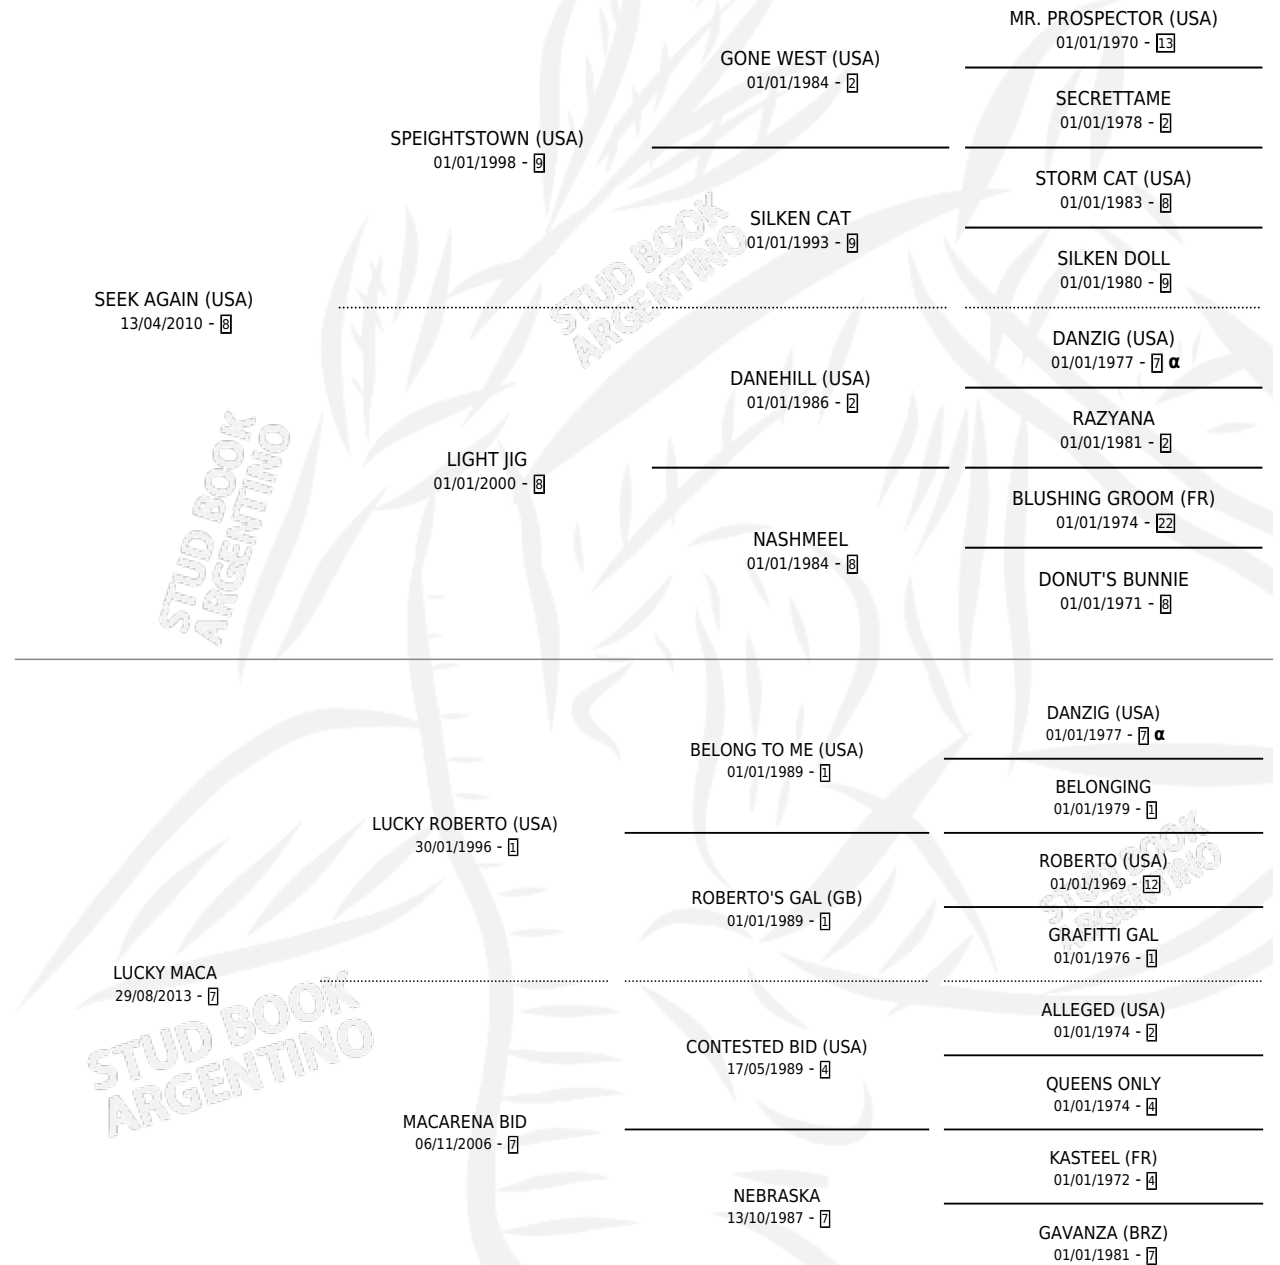 MR. PROSPECTOR (USA)
01/01/1970 - 13
GONE WEST (USA)
01/01/1984 - 2
SECRETTAME
01/01/1978 - 2
SPEIGHTSTOWN (USA)
01/01/1998 - 9
STORM CAT (USA)
01/01/1983 - 8
SILKEN CAT
01/01/1993 - 9
SILKEN DOLL
01/01/1980 - 9
SEEK AGAIN (USA)
13/04/2010 - 8
DANZIG (USA)
01/01/1977 - 7 α
DANEHILL (USA)
01/01/1986 - 2
RAZYANA
01/01/1981 - 2
LIGHT JIG
01/01/2000 - 8
BLUSHING GROOM (FR)
01/01/1974 - 22
NASHMEEL
01/01/1984 - 8
DONUT'S BUNNIE
01/01/1971 - 8
DANZIG (USA)
01/01/1977 - 7 α
BELONG TO ME (USA)
01/01/1989 - 1
BELONGING
01/01/1979 - 1
LUCKY ROBERTO (USA)
30/01/1996 - 1
ROBERTO (USA)
01/01/1969 - 12
ROBERTO'S GAL (GB)
01/01/1989 - 1
GRAFITTI GAL
01/01/1976 - 1
LUCKY MACA
29/08/2013 - 7
ALLEGED (USA)
01/01/1974 - 2
CONTESTED BID (USA)
17/05/1989 - 4
QUEENS ONLY
01/01/1974 - 4
MACARENA BID
06/11/2006 - 7
KASTEEL (FR)
01/01/1972 - 4
NEBRASKA
13/10/1987 - 7
GAVANZA (BRZ)
01/01/1981 - 7
STUD BOOK
ARGENTINO
STUD BOOK
ARGENTINO
STUD BOOK
ARGENTINO
STUD BOOK
ARGENTINO